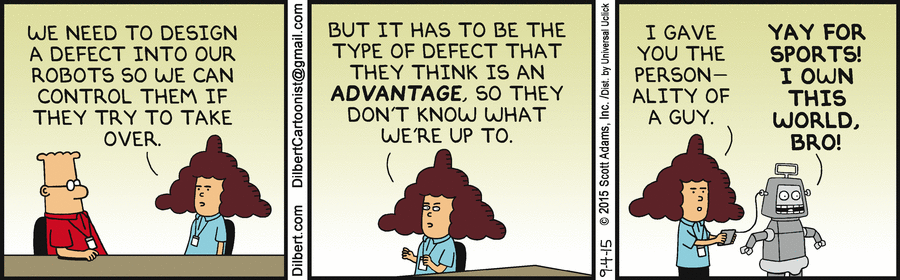 WE NEED TO DESIGN
A DEFECT INTO OUR
ROBOTS SO WE CAN
CONTROL THEM IF
THEY TRY TO TAKE
OVER.
Dilbert.com DilbertCartoonist@gmail.com
BUT IT HAS TO BE THE
TYPE OF DEFECT THAT
THEY THINK IS AN
ADVANTAGE, SO THEY
DON'T KNOW WHAT
WE'RE UP TO.
9-4-15 © 2015 Scott Adams, Inc. /Dist. by Universal Uclick
I GAVE
YOU THE
PERSON—
ALITY OF
A GUY.
YAY FOR
SPORTS!
I OWN
THIS
WORLD,
BRO!